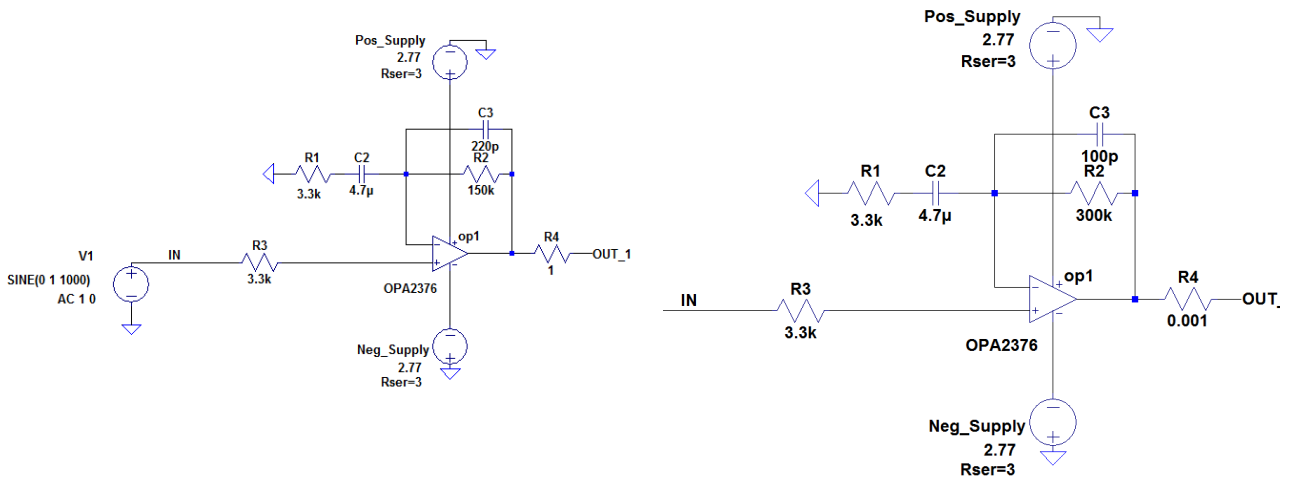 Pos_Supply
2.77
Rser=3
C3
220p
R1
C2
R2
3.3k
4.7µ
150k
op1
V1
IN
R3
R4
SINE(0 1 1000)
3.3k
1
OUT_1
AC 1 0
OPA2376
Neg_Supply
2.77
Rser=3
Pos_Supply
2.77
Rser=3
C3
100p
R1
C2
R2
3.3k
4.7µ
300k
op1
IN
R3
R4
3.3k
0.001
OUT_
OPA2376
Neg_Supply
2.77
Rser=3